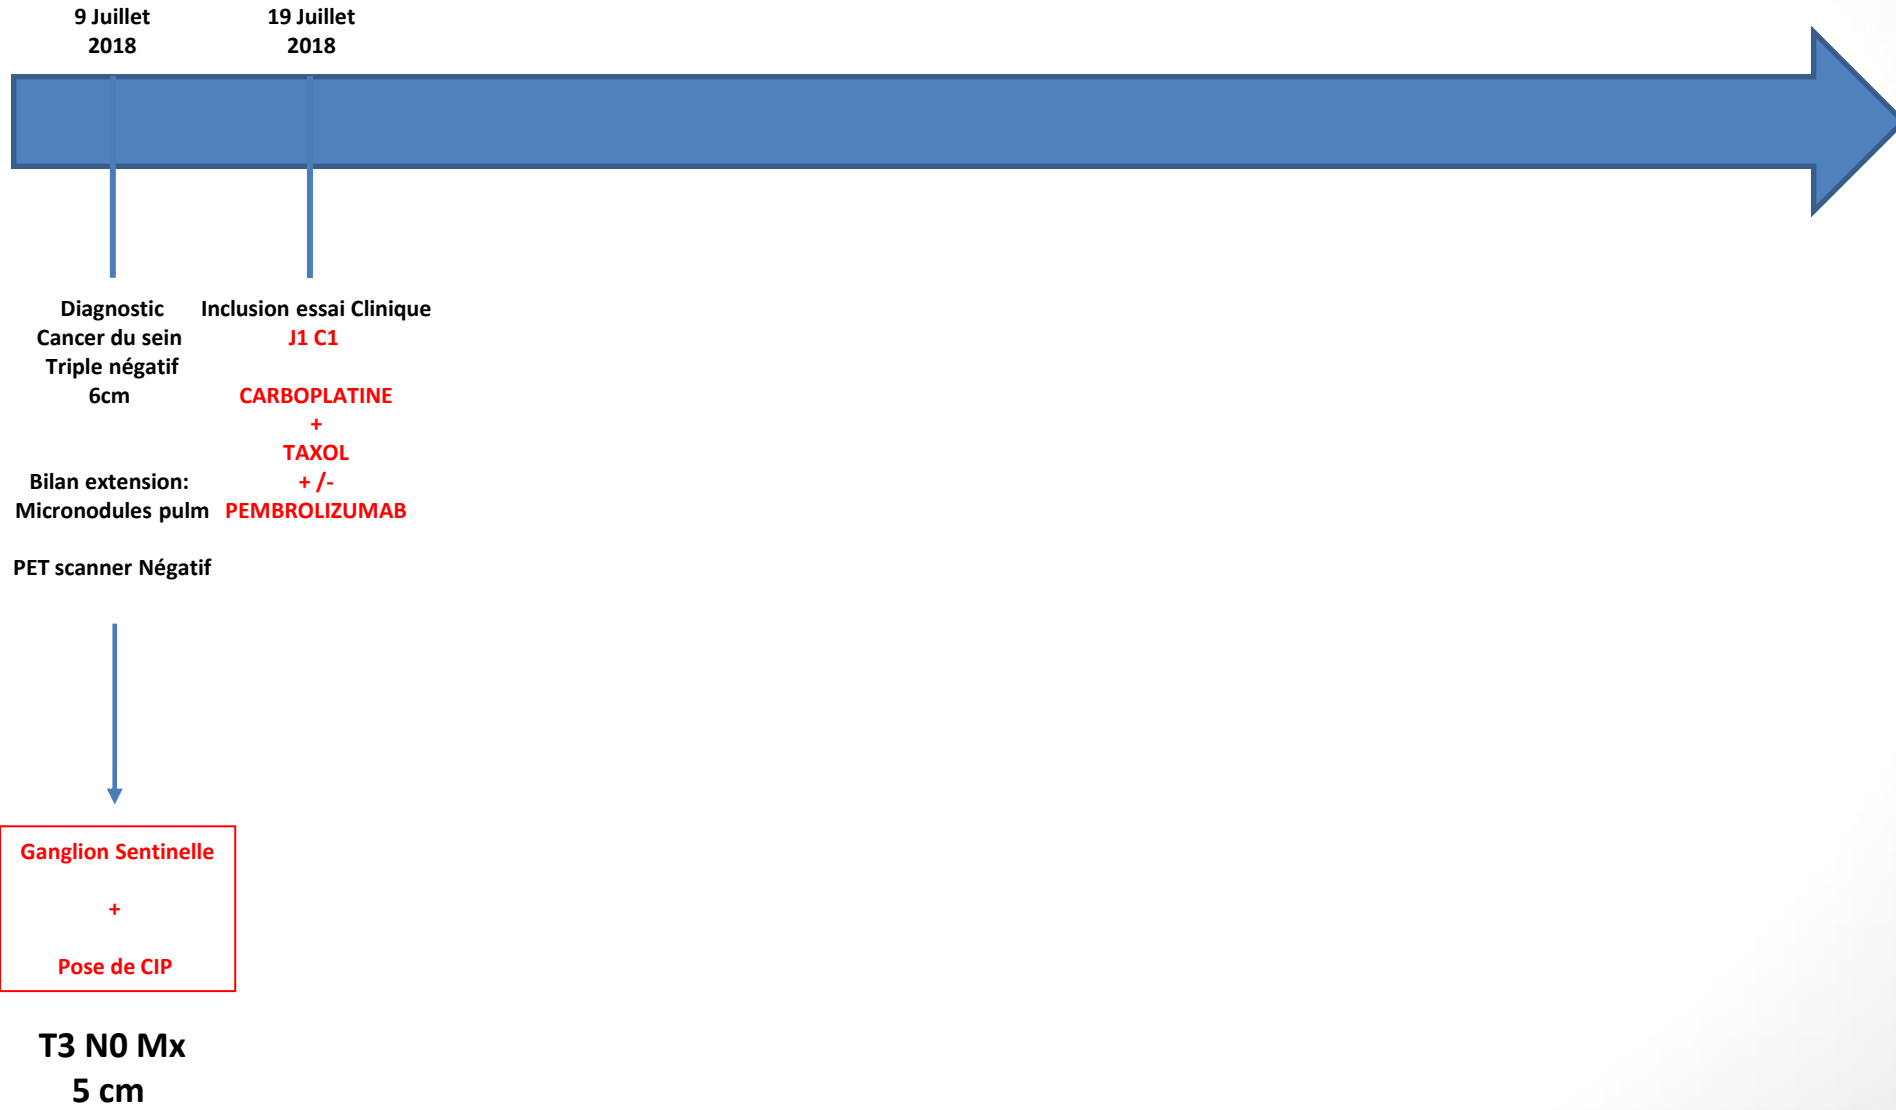 9 Juillet
2018
19 Juillet
2018
Diagnostic
Cancer du sein
Triple négatif
6cm
Bilan extension:
Micronodules pulm
PET scanner Négatif
Inclusion essai Clinique
J1 C1
CARBOPLATINE
+
TAXOL
+ /-
PEMBROLIZUMAB
Ganglion Sentinelle
+
Pose de CIP
T3 N0 Mx
5 cm